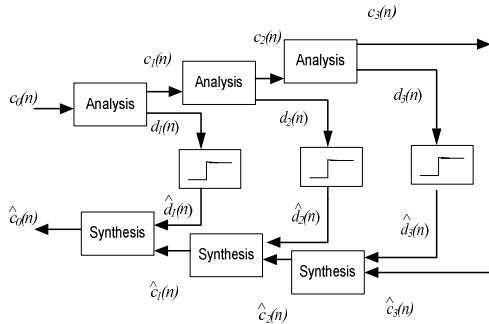 c₃(n)
c₂(n)
c₁(n)
Analysis
Analysis
Analysis
c₀(n)
d₁(n)
d₂(n)
d₃(n)
ĉ₀(n)
d̂₁(n)
d̂₂(n)
d̂₃(n)
Synthesis
Synthesis
Synthesis
ĉ₁(n)
ĉ₂(n)
ĉ₃(n)